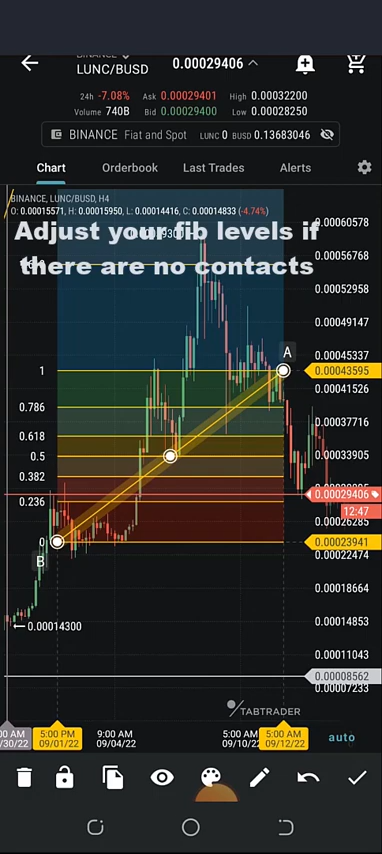 BINANCE
LUNC/BUSD
0.00029406
24h -7.08% Ask 0.00029401 High 0.00032200
Volume 740B Bid 0.00029400 Low 0.00028250
BINANCE Fiat and Spot LUNC 0 BUSD 0.13683046
Chart Orderbook Last Trades Alerts
BINANCE, LUNC/BUSD, H4
O: 0.00015571, H: 0.00015950, L: 0.00014416, C: 0.00014833 (-4.74%)
0.00060578
Adjust your fib levels if
there are no contacts
0.00056768
0.00052958
0.00049147
0.00045337
A
1
0.00043595
0.00041526
0.786
0.00037716
0.618
0.5
0.00033905
0.382
0.00029406
0.236
12:47
0.00026285
0
0.00023941
B
0.00022474
0.00018664
←0.00014300
0.00014853
0.00011043
0.00008562
0.00007233
TABTRADER
5:00 PM 9:00 AM 5:00 AM 5:00 AM
09/01/22 09/04/22 09/10/22 09/12/22
auto